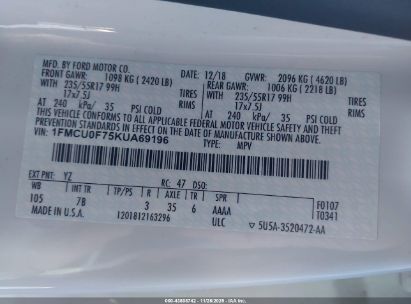 MFD. BY FORD MOTOR CO.
12/18 GVWR: 2096 KG (4620 LB)
FRONT GAWR: 1098 KG (2420 LB)
REAR GAWR: 1006 KG (2218 LB)
WITH 235/55R17 99H TIRES
WITH 235/55R17 99H TIRES
17x7.5J RIMS
17x7.5J RIMS
AT 240 kPa/ 35 PSI COLD
AT 240 kPa/ 35 PSI COLD
THIS VEHICLE CONFORMS TO ALL APPLICABLE FEDERAL MOTOR VEHICLE
SAFETY AND THEFT PREVENTION STANDARDS IN EFFECT ON THE DATE OF MANUFACTURE SHOWN ABOVE.
VIN: 1FMCU0F75KUA69196
TYPE: MPV
EXT PNT: YZ RC: 47 DSO:
WB INT TR TP/PS R AXLE TR SPR
105 7B 3 35 6 AAAA
F0107
T0341
MADE IN U.S.A. 1201812163296 ULC
5U5A-3520472-AA